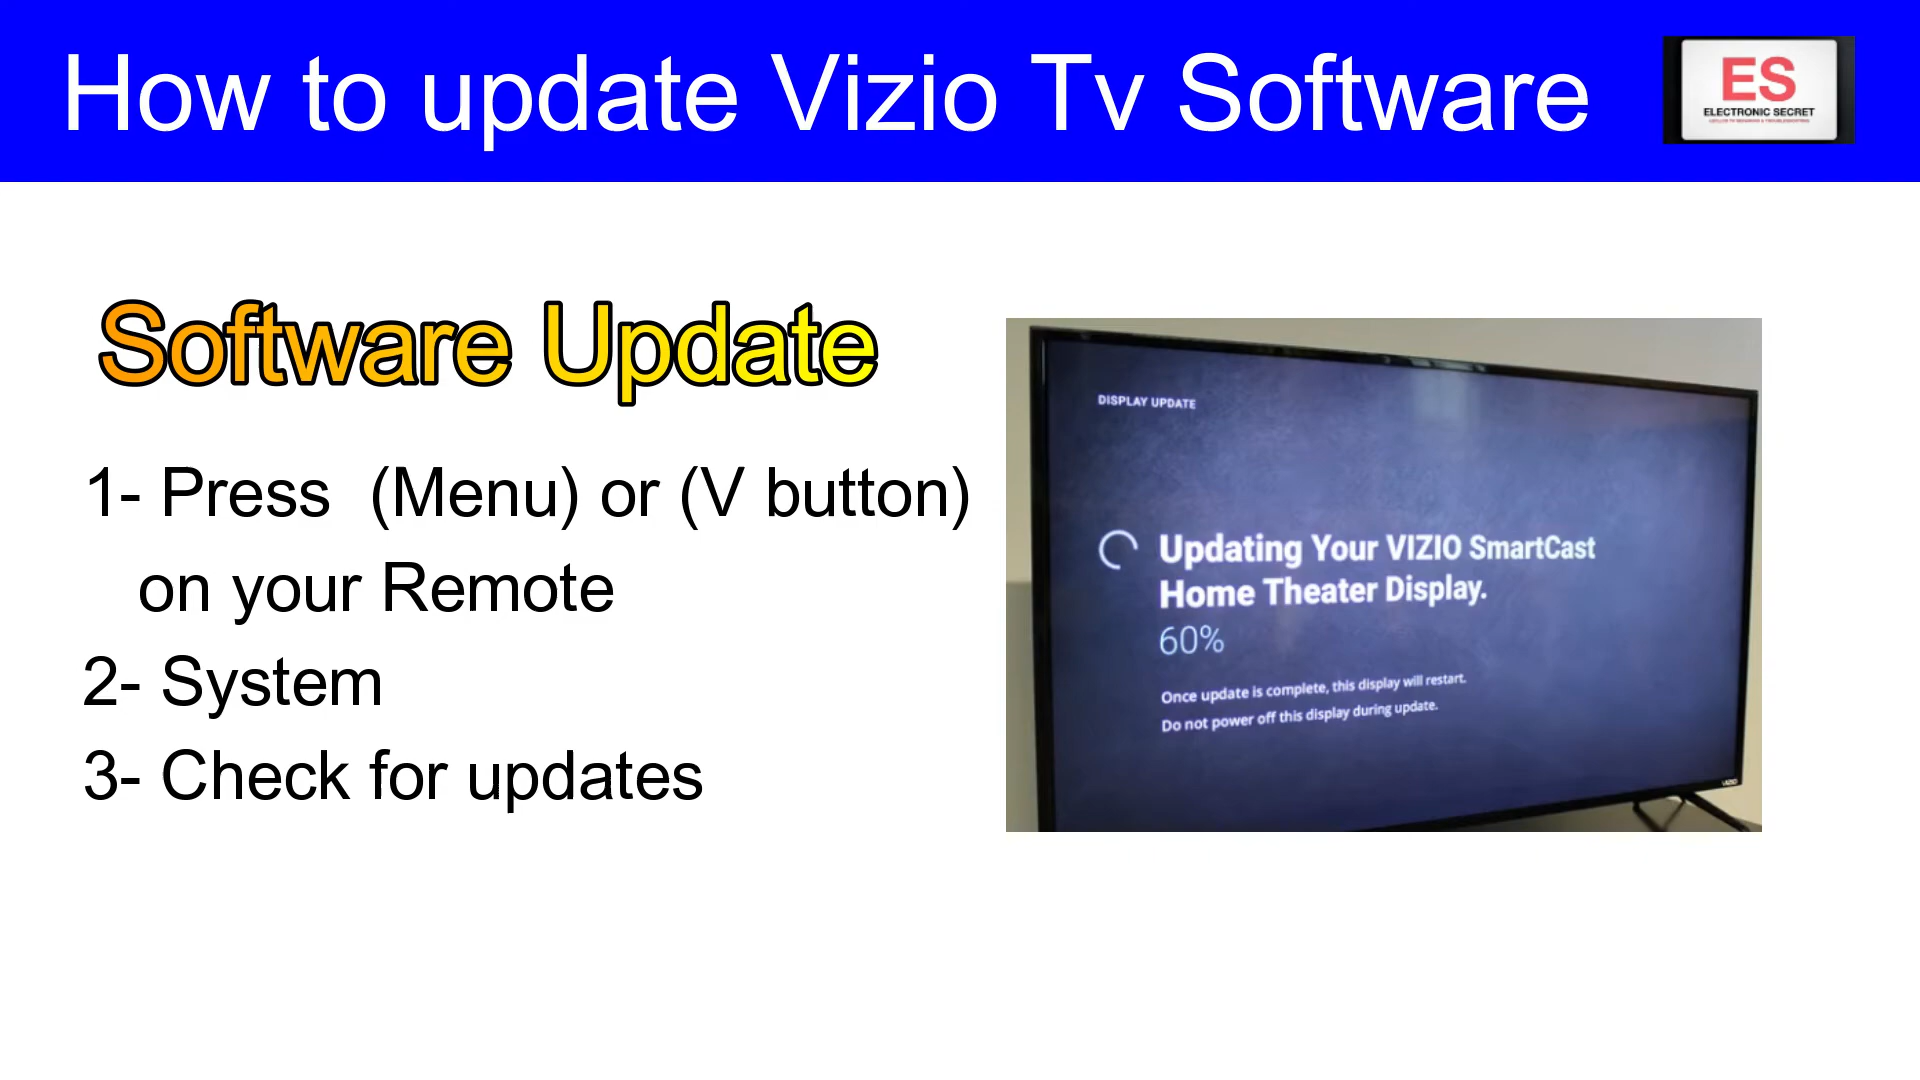 How to update Vizio Tv Software
ES
ELECTRONIC SECRET
Software Update
1- Press  (Menu) or (V button)
on your Remote
2- System
3- Check for updates
DISPLAY UPDATE
Updating Your VIZIO SmartCast
Home Theater Display.
60%
Once update is complete, this display will restart.
Do not power off this display during update.
VIZIO